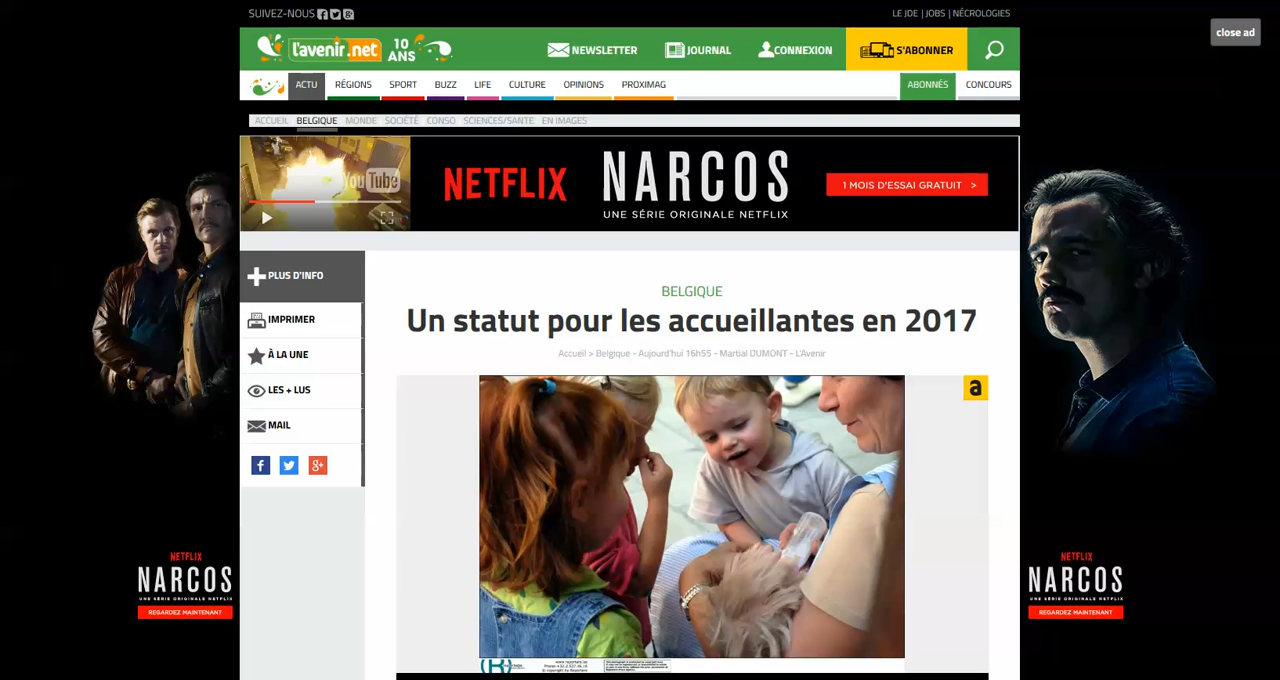 SUIVEZ-NOUS
LE JDE | JOBS | NÉCROLOGIES
close ad
l'avenir.net
10 ANS
NEWSLETTER
JOURNAL
CONNEXION
S'ABONNER
ACTU
RÉGIONS
SPORT
BUZZ
LIFE
CULTURE
OPINIONS
PROXIMAG
ABONNÉS
CONCOURS
ACCUEIL
BELGIQUE
MONDE
SOCIÉTÉ
CONSO
SCIENCES/SANTE
EN IMAGES
YouTube
NETFLIX
NARCOS
UNE SÉRIE ORIGINALE NETFLIX
1 MOIS D'ESSAI GRATUIT >
PLUS D'INFO
IMPRIMER
À LA UNE
LES + LUS
MAIL
BELGIQUE
Un statut pour les accueillantes en 2017
Accueil > Belgique - Aujourd'hui 16h55 - Martial DUMONT - L'Avenir
a
NETFLIX
NARCOS
UNE SÉRIE ORIGINALE NETFLIX
REGARDEZ MAINTENANT
NETFLIX
NARCOS
UNE SÉRIE ORIGINALE NETFLIX
REGARDEZ MAINTENANT